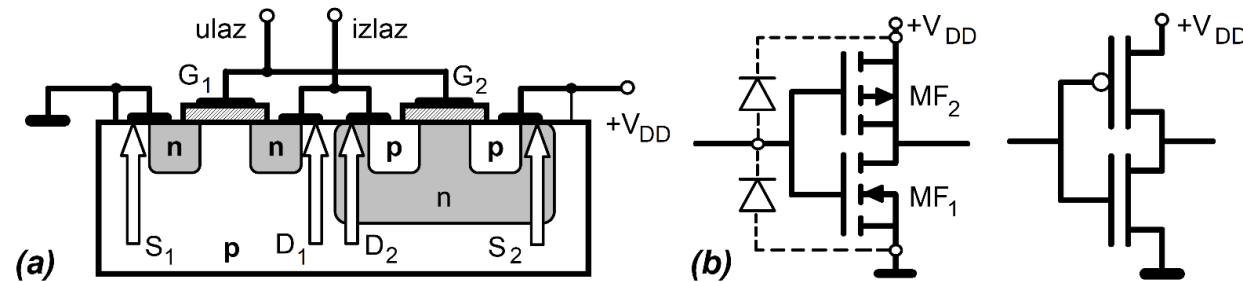 ulaz izlaz
G1 G2
+VDD
n n p p
n
p
S1 D1 D2 S2
(a)
+VDD
MF2
MF1
(b)
+VDD